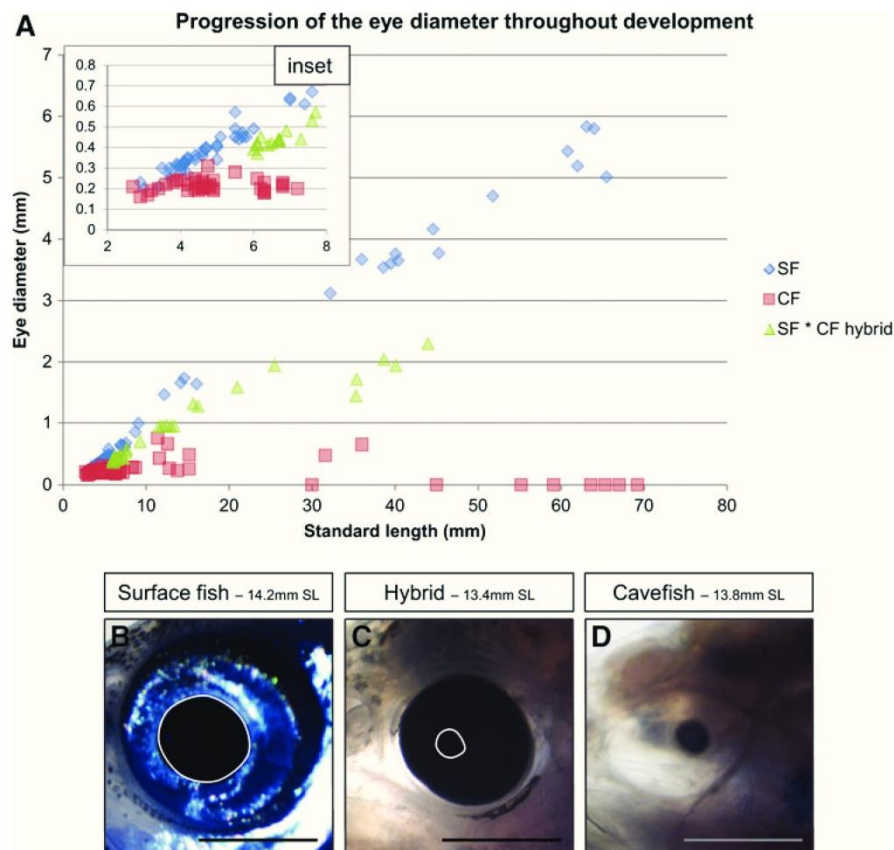 A
Progression of the eye diameter throughout development
7
6
5
4
3
2
1
0
Eye diameter (mm)
inset
0.8
0.7
0.6
0.5
0.4
0.3
0.2
0.1
0
2 4 6 8
SF
CF
SF * CF hybrid
0 10 20 30 40 50 60 70 80
Standard length (mm)
Surface fish – 14.2mm SL
Hybrid – 13.4mm SL
Cavefish – 13.8mm SL
B
C
D